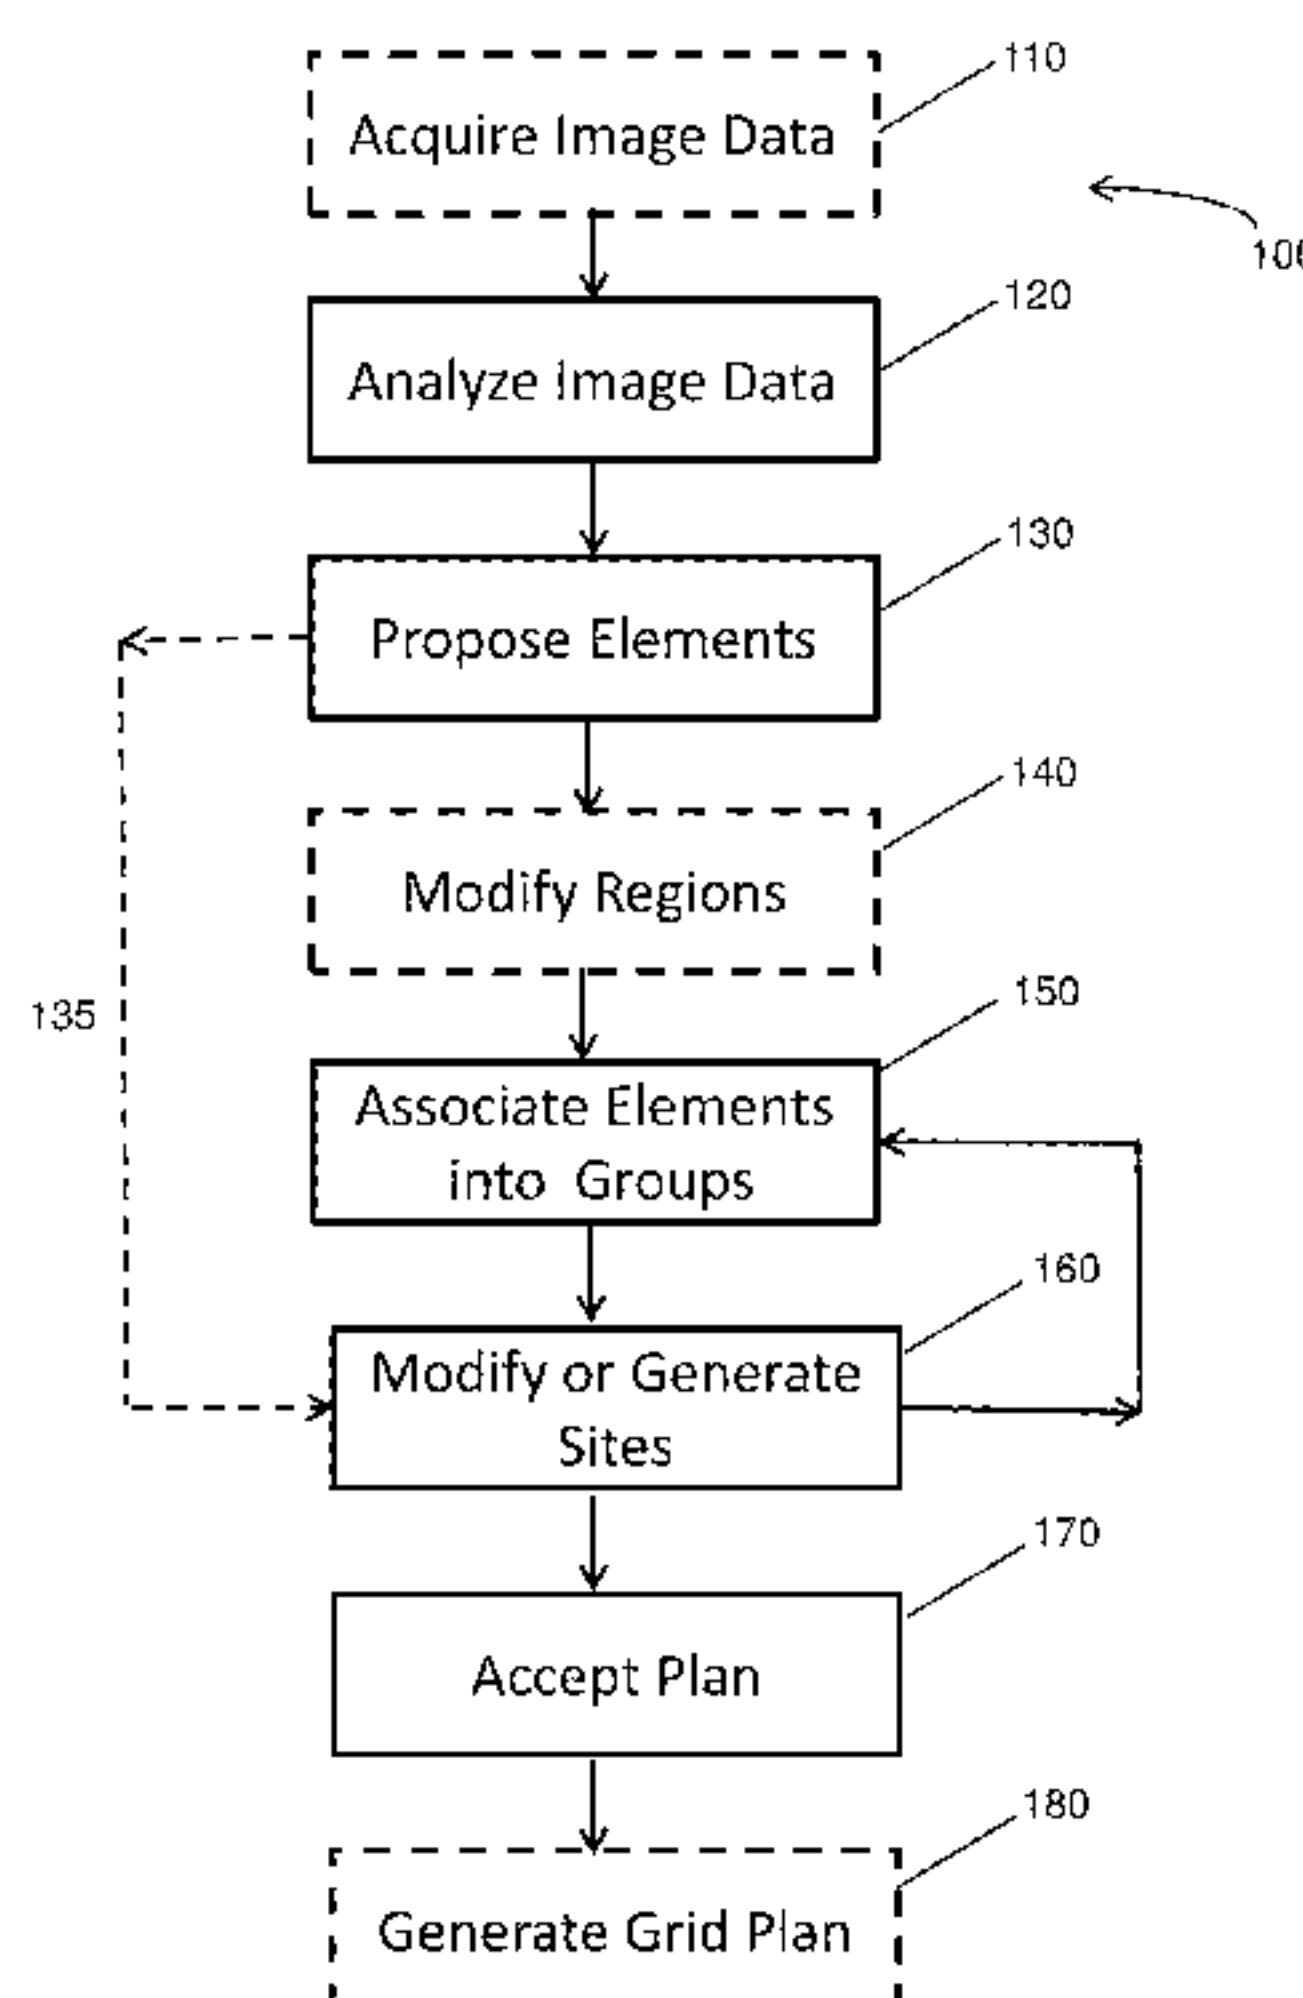 110
Acquire Image Data
120
Analyze Image Data
130
Propose Elements
140
Modify Regions
135
150
Associate Elements
into Groups
160
Modify or Generate
Sites
170
Accept Plan
180
Generate Grid Plan